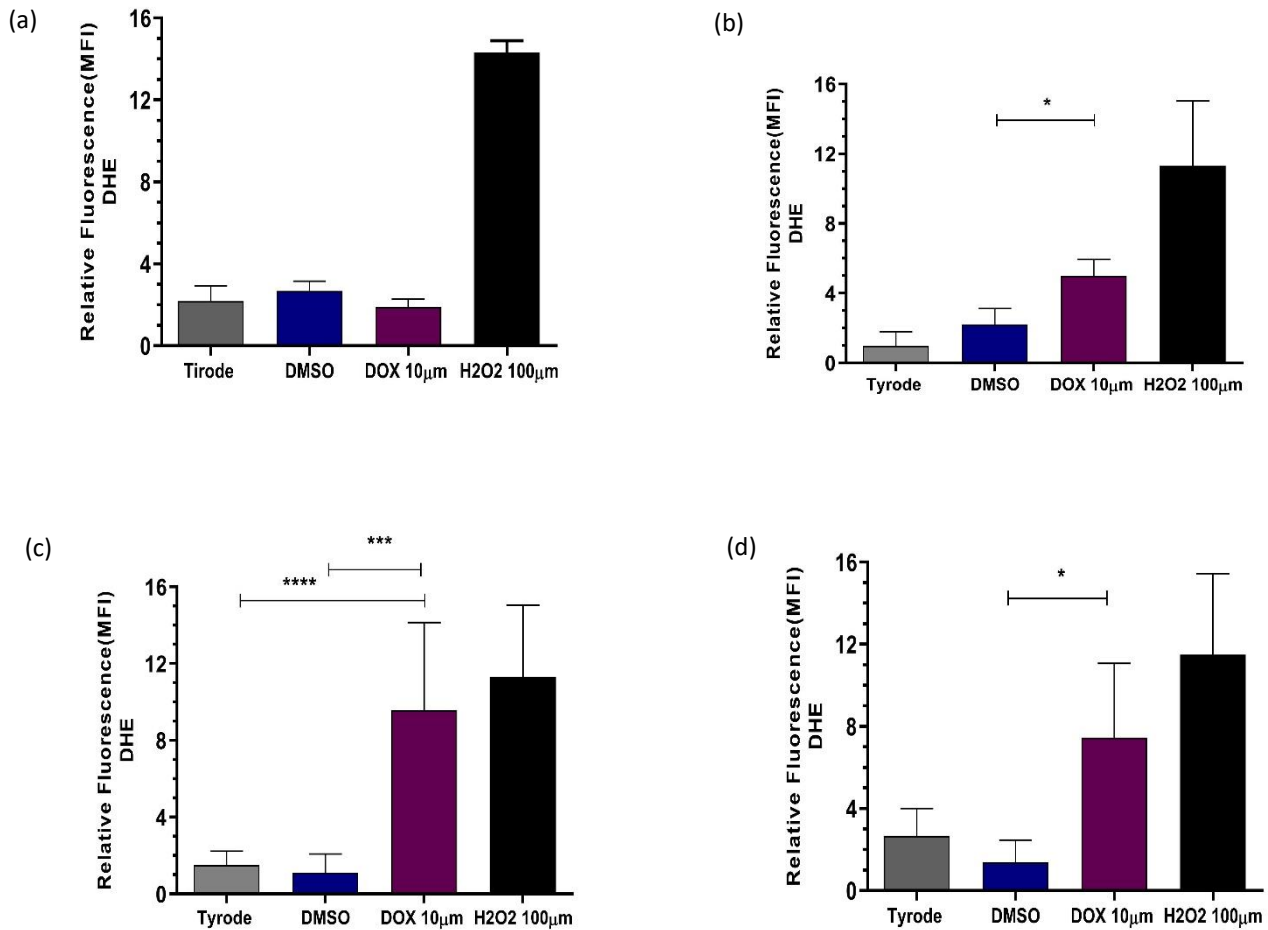 (a)
Relative Fluorescence(MFI)
DHE
16
12
8
4
0
Tirode DMSO DOX 10μm H2O2 100μm
(b)
Relative Fluorescence(MFI)
DHE
16
12
8
4
0
*
Tyrode DMSO DOX 10μm H2O2 100μm
(c)
Relative Fluorescence(MFI)
DHE
16
12
8
4
0
***
****
Tyrode DMSO DOX 10μm H2O2 100μm
(d)
Relative Fluorescence(MFI)
DHE
16
12
8
4
0
*
Tyrode DMSO DOX 10μm H2O2 100μm